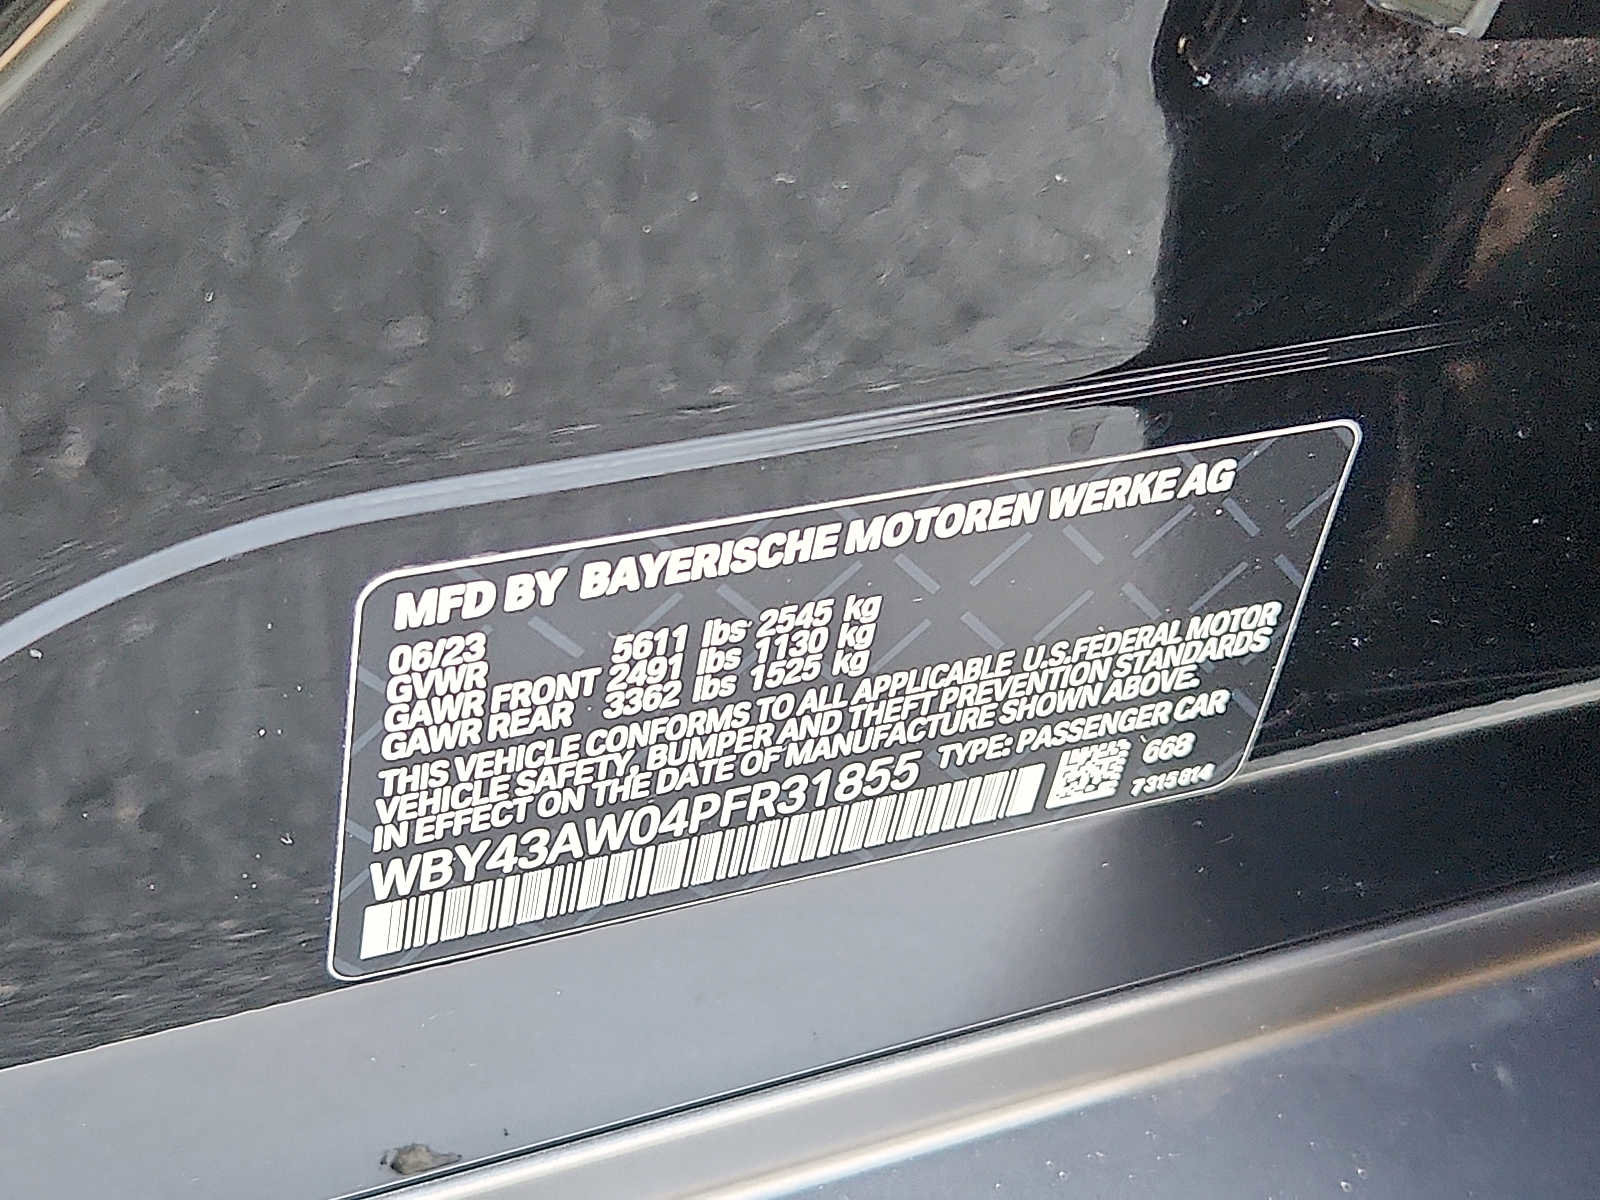 MFD BY BAYERISCHE MOTOREN WERKE AG
06/23
GVWR 5611 lbs 2545 kg
GAWR FRONT 2491 lbs 1130 kg
GAWR REAR 3362 lbs 1525 kg
THIS VEHICLE CONFORMS TO ALL APPLICABLE U.S.FEDERAL MOTOR
VEHICLE SAFETY, BUMPER AND THEFT PREVENTION STANDARDS
IN EFFECT ON THE DATE OF MANUFACTURE SHOWN ABOVE.
WBY43AW04PFR31855 TYPE: PASSENGER CAR
668
7315814